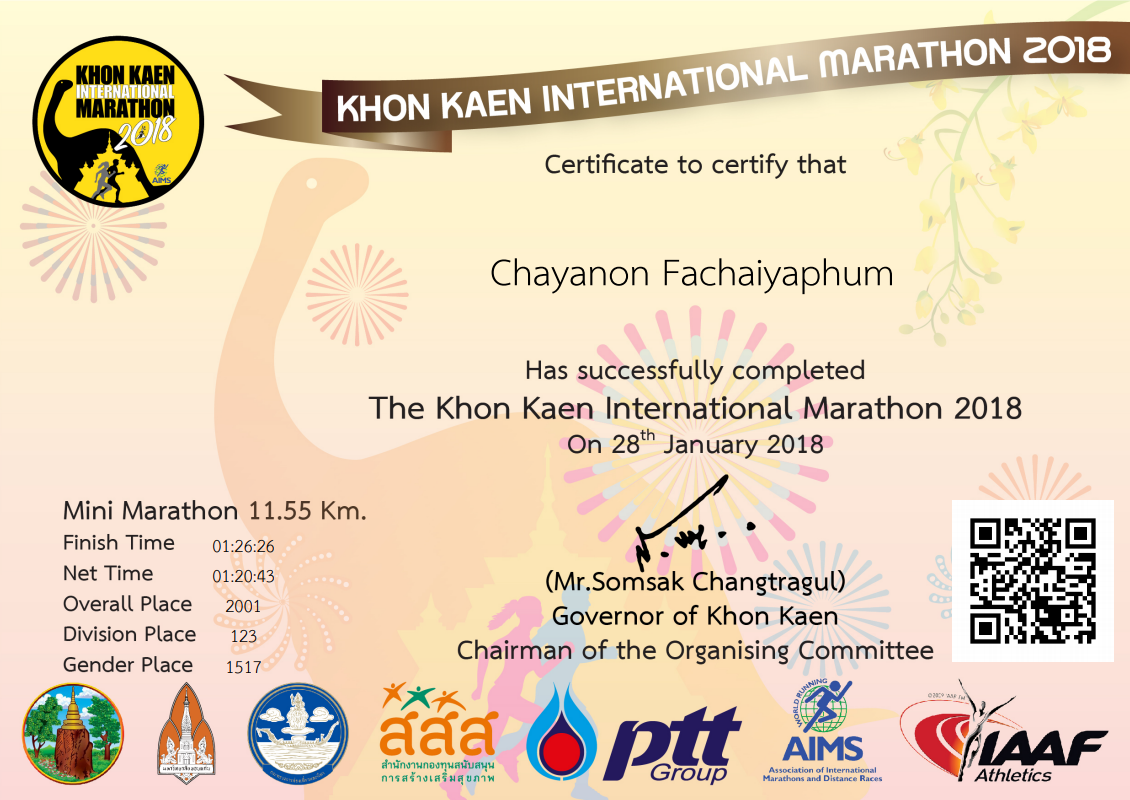 KHON KAEN
INTERNATIONAL
MARATHON
2018
AIMS
KHON KAEN INTERNATIONAL MARATHON 2018
Certificate to certify that
Chayanon Fachaiyaphum
Has successfully completed
The Khon Kaen International Marathon 2018
On 28th January 2018
Mini Marathon 11.55 Km.
Finish Time 01:26:26
Net Time 01:20:43
Overall Place 2001
Division Place 123
Gender Place 1517
(Mr.Somsak Changtragul)
Governor of Khon Kaen
Chairman of the Organising Committee
สสส
สำนักงานกองทุนสนับสนุน
การสร้างเสริมสุขภาพ
ptt
Group
WORLD RUNNING
AIMS
Association of International
Marathons and Distance Races
IAAF
Athletics